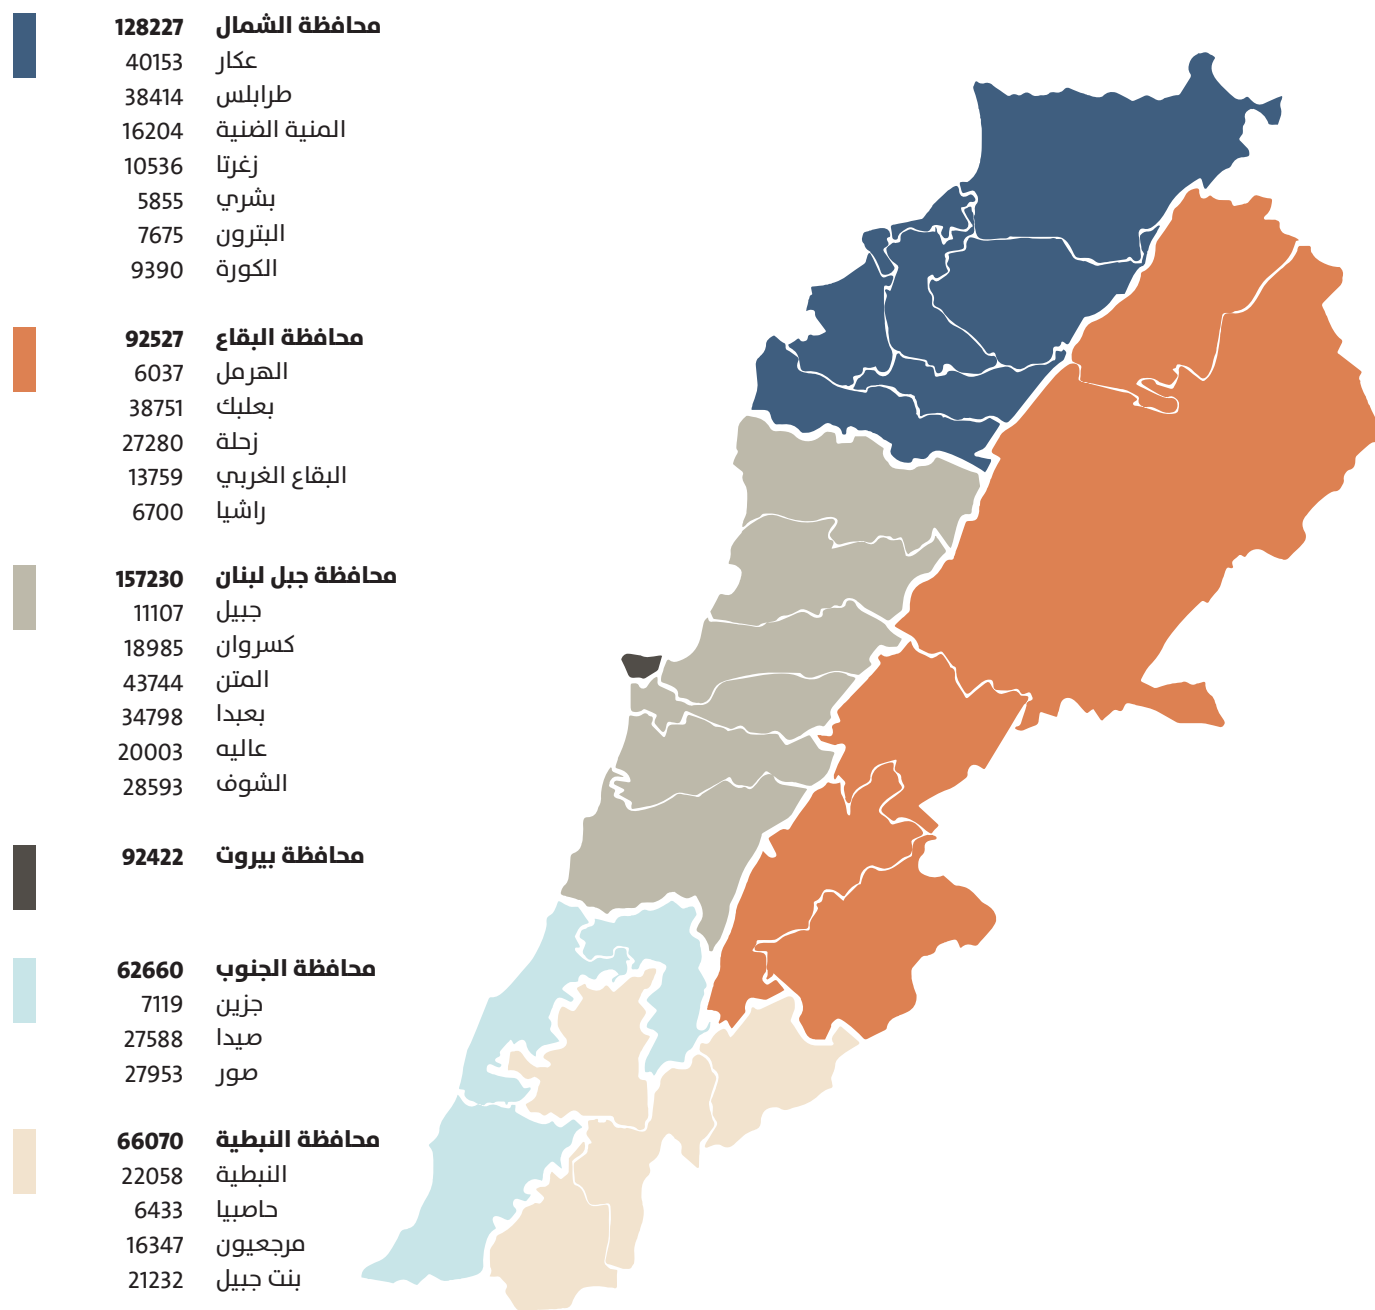 محافظة الشمال 128227
عكار 40153
طرابلس 38414
المنية الضنية 16204
زغرتا 10536
بشري 5855
البترون 7675
الكورة 9390
محافظة البقاع 92527
الهرمل 6037
بعلبك 38751
زحلة 27280
البقاع الغربي 13759
راشيا 6700
محافظة جبل لبنان 157230
جبيل 11107
كسروان 18985
المتن 43744
بعبدا 34798
عاليه 20003
الشوف 28593
محافظة بيروت 92422
محافظة الجنوب 62660
جزين 7119
صيدا 27588
صور 27953
محافظة النبطية 66070
النبطية 22058
حاصبيا 6433
مرجعيون 16347
بنت جبيل 21232